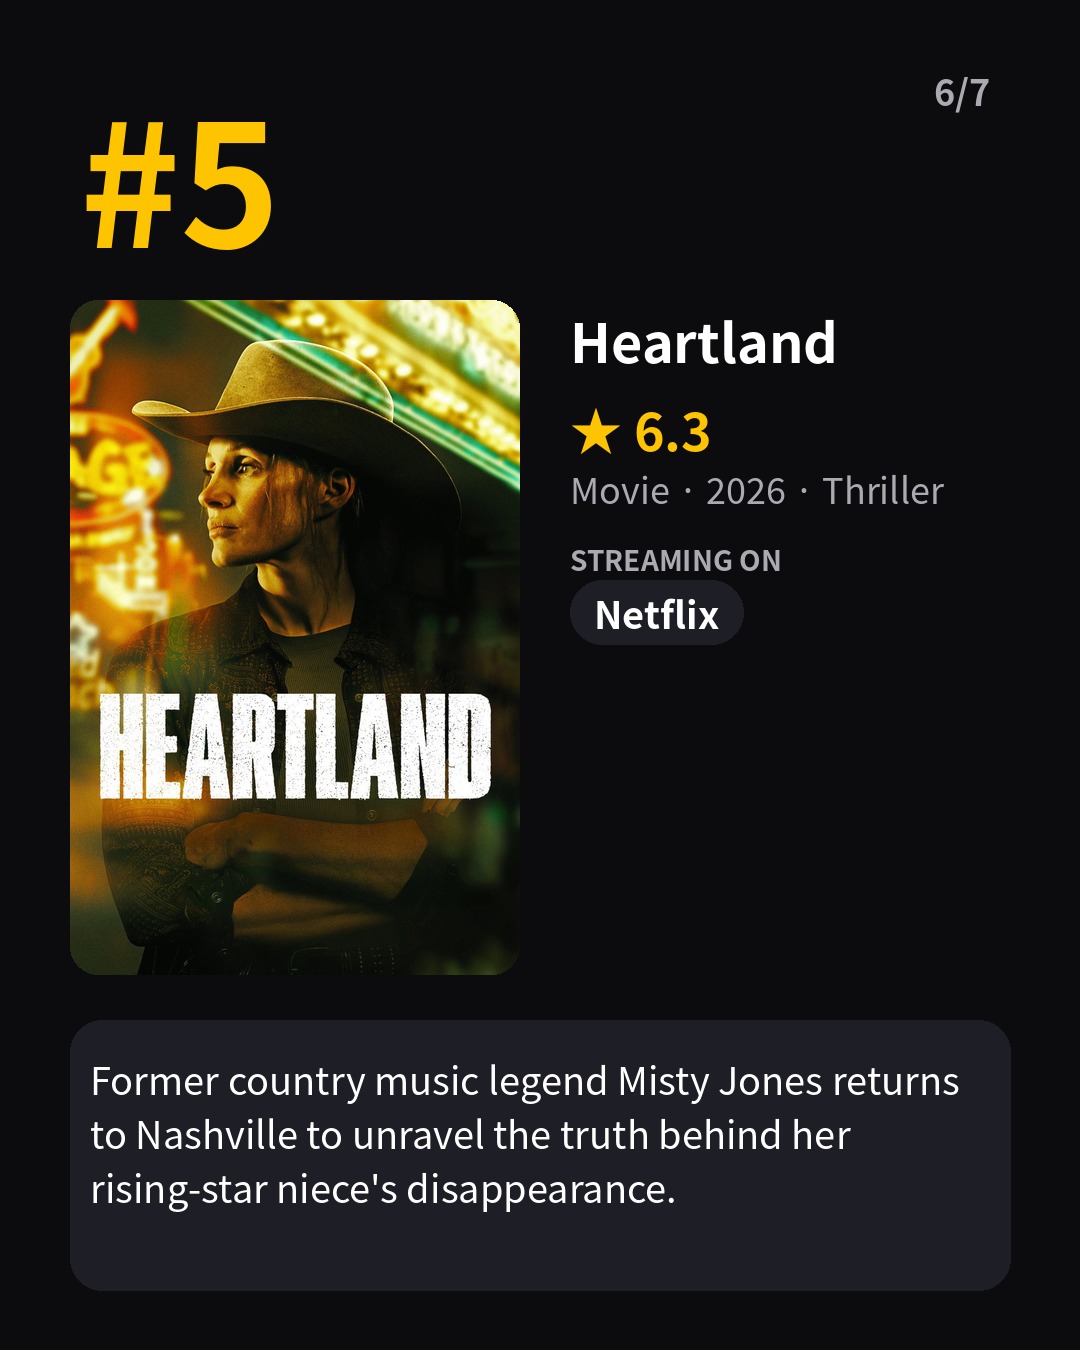 6/7
#5
Heartland
★ 6.3
Movie · 2026 · Thriller
STREAMING ON
Netflix
HEARTLAND
Former country music legend Misty Jones returns
to Nashville to unravel the truth behind her
rising-star niece's disappearance.